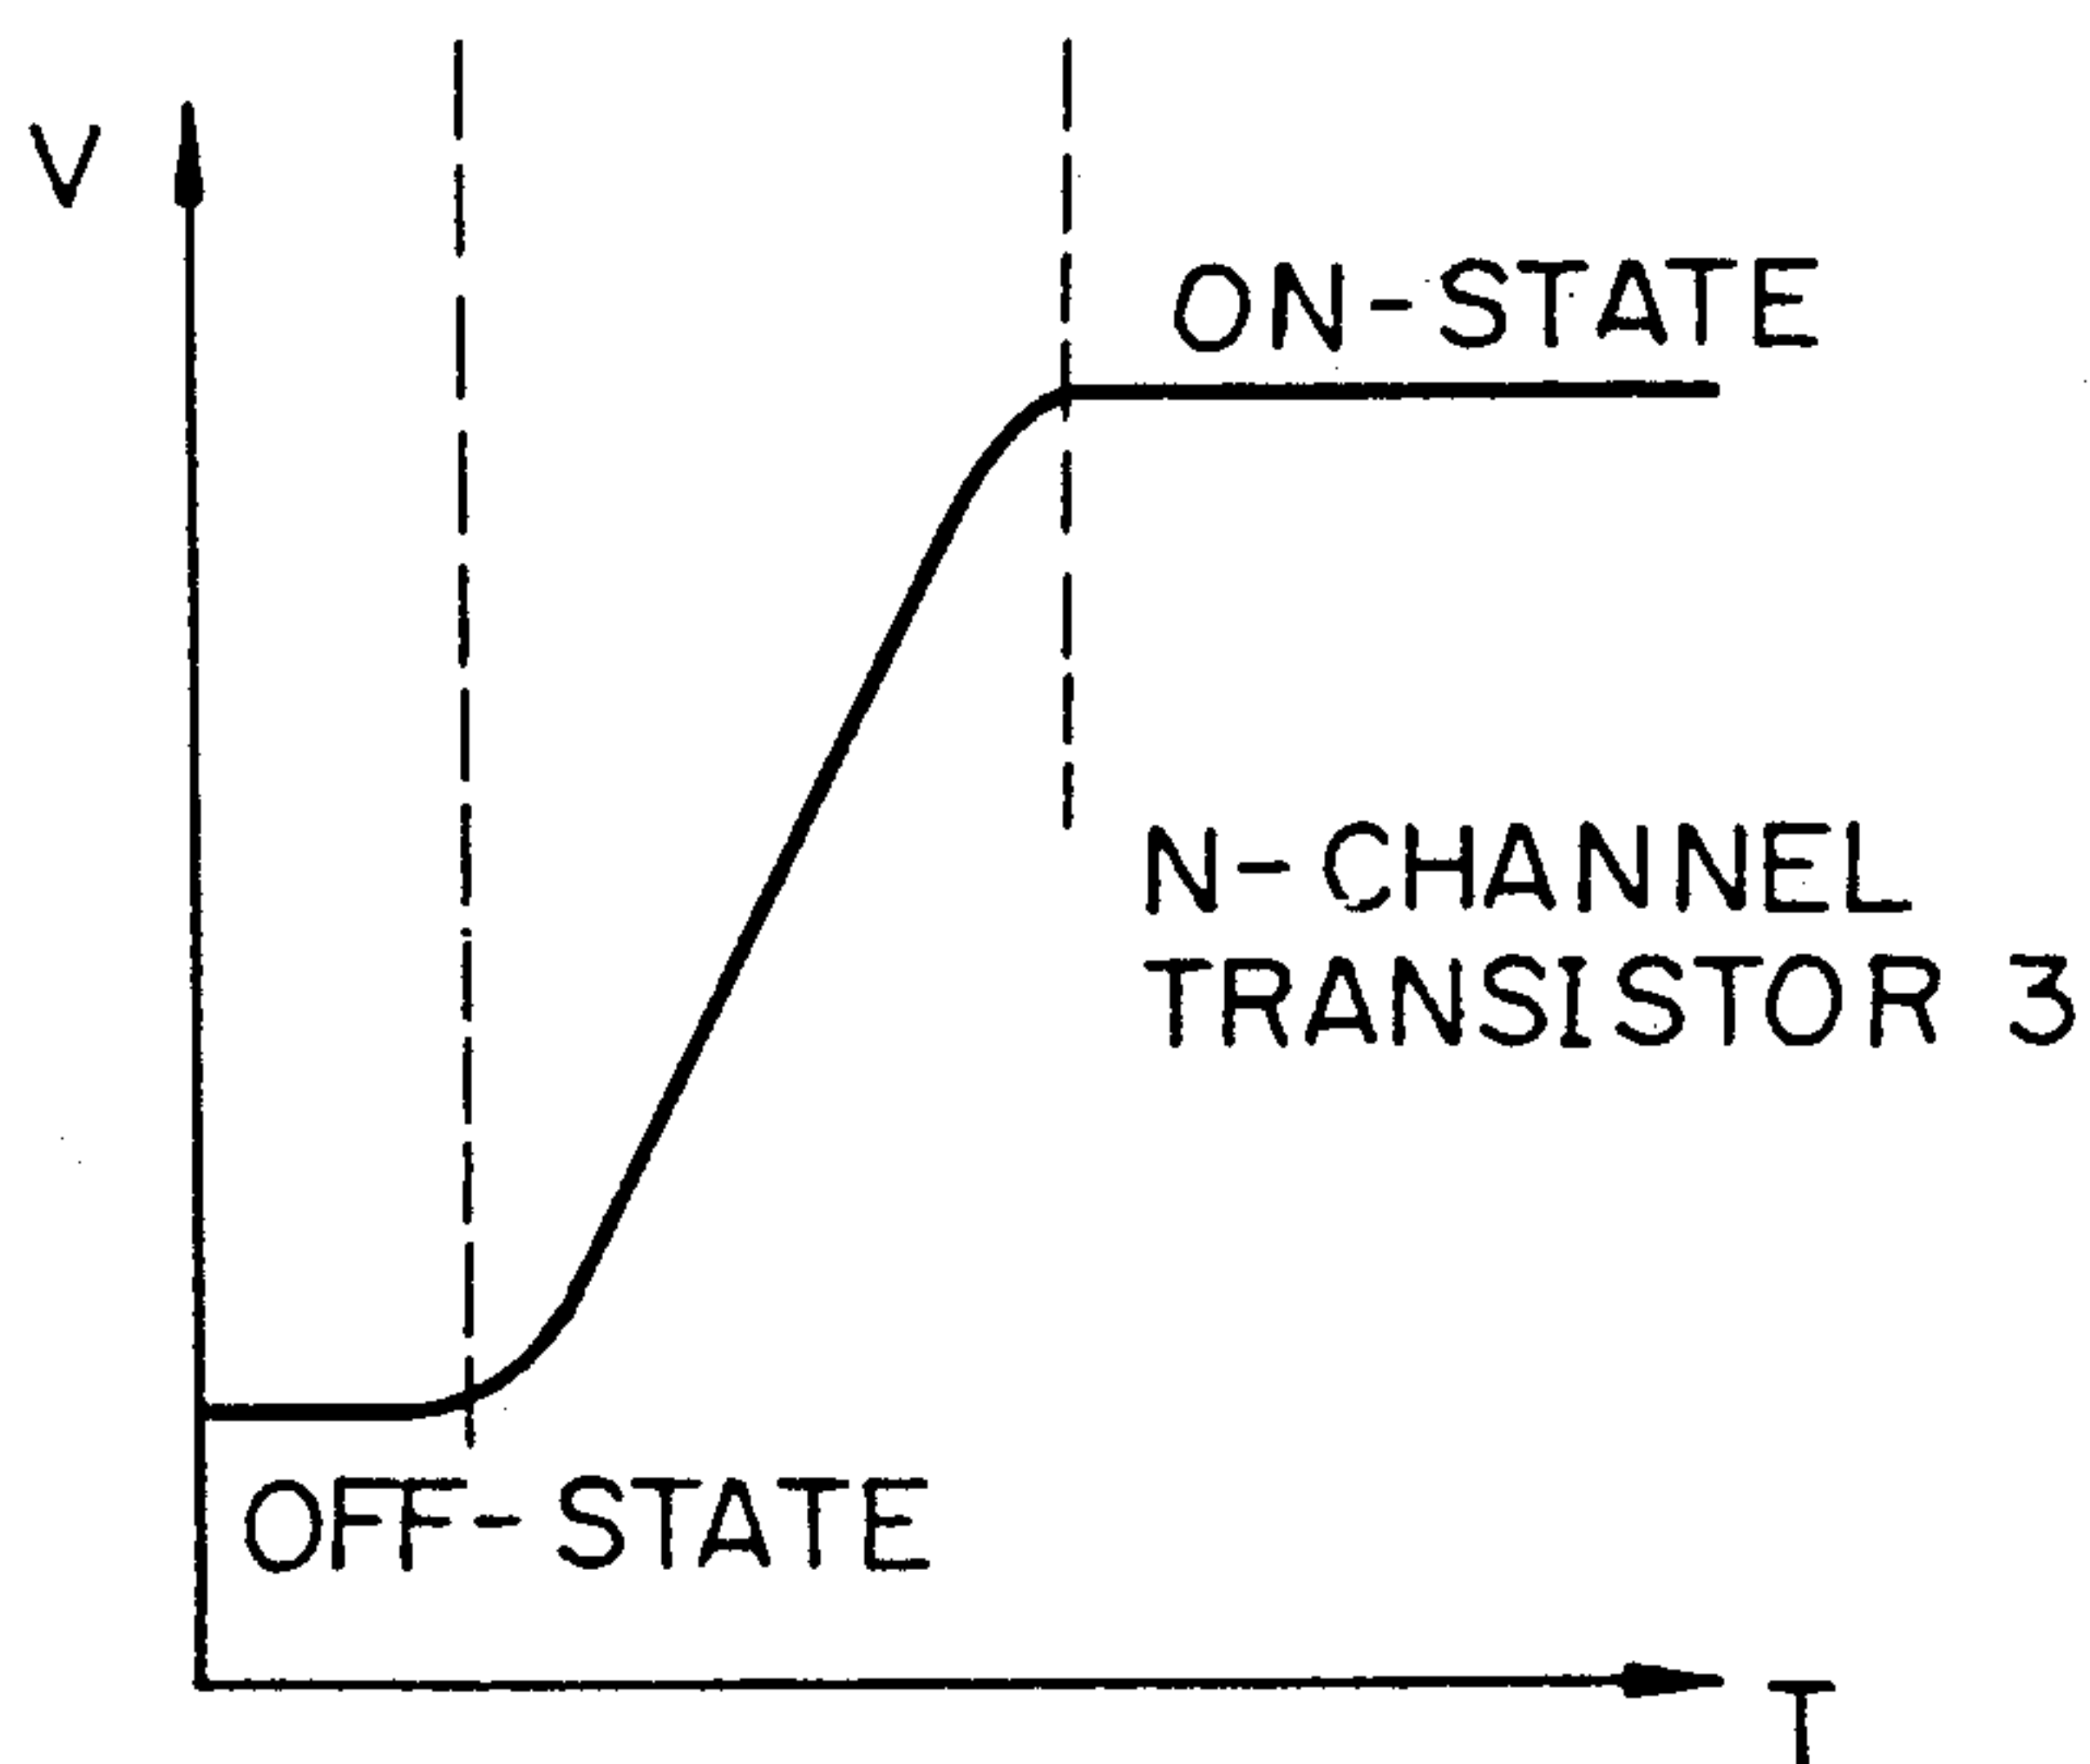 V
ON-STATE
N-CHANNEL
TRANSISTOR 3
OFF-STATE
T